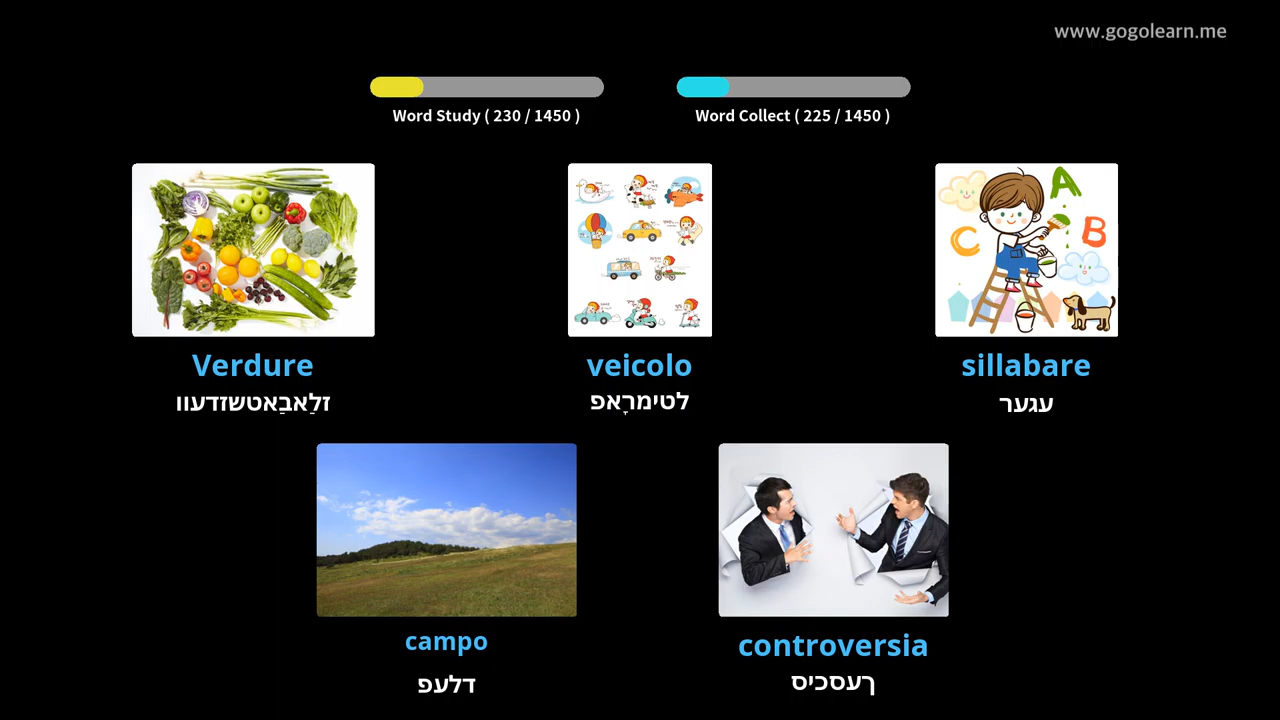 www.gogolearn.me
Word Study ( 230 / 1450 )
Word Collect ( 225 / 1450 )
Verdure
זלַאבַאטשזדעוו
veicolo
לטימרָאפ
sillabare
עגער
campo
דלעפ
controversia
ךעסכיס